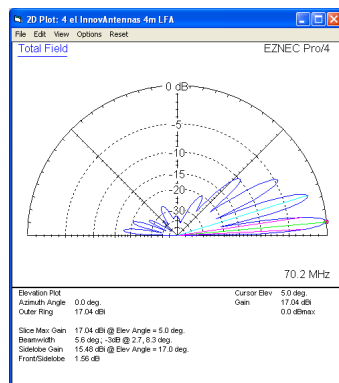 2D Plot: 4 el InnovAntennas 4m LFA
File Edit View Options Reset
Total Field EZNEC Pro/4
0 dB
-5
-10
-15
-20
-30
70.2 MHz
Elevation Plot Cursor Elev 5.0 deg.
Azimuth Angle 0.0 deg. Gain 17.04 dBi
Outer Ring 17.04 dBi 0.0 dBmax
Slice Max Gain 17.04 dBi @ Elev Angle = 5.0 deg.
Beamwidth 5.6 deg.; -3dB @ 2.7, 8.3 deg.
Sidelobe Gain 15.48 dBi @ Elev Angle = 17.0 deg.
Front/Sidelobe 1.56 dB